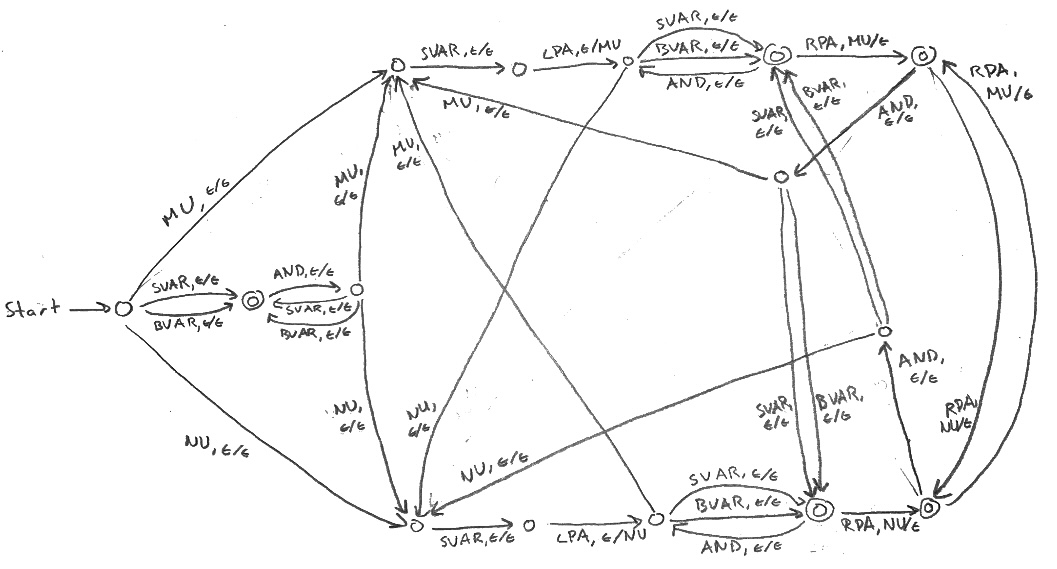 SVAR, ε/ε
SVAR, ε/ε
LPA, ε/MU
BVAR, ε/ε
RPA, MU/ε
AND, ε/ε
RPA,
MU/ε
MU, ε/ε
SVAR,
ε/ε
BVAR,
ε/ε
AND,
ε/ε
MU,
ε/ε
MU,
ε/ε
MU, ε/ε
SVAR, ε/ε
AND, ε/ε
Start
BVAR, ε/ε
SVAR, ε/ε
BVAR, ε/ε
AND,
ε/ε
NU,
ε/ε
NU,
ε/ε
SVAR,
ε/ε
BVAR,
ε/ε
RPA,
NU/ε
NU, ε/ε
NU, ε/ε
SVAR, ε/ε
BVAR, ε/ε
SVAR, ε/ε
LPA, ε/NU
RPA, NU/ε
AND, ε/ε